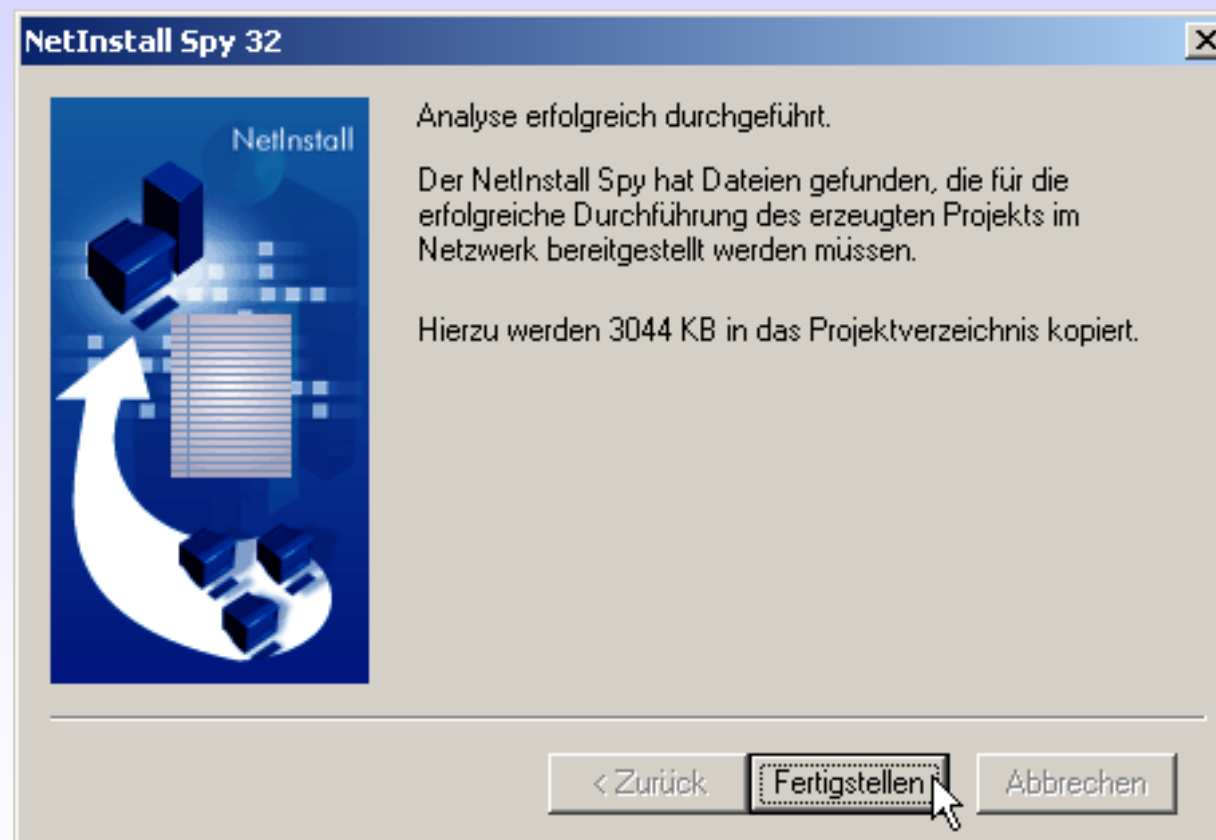 NetInstall Spy 32
NetInstall
Analyse erfolgreich durchgeführt.
Der NetInstall Spy hat Dateien gefunden, die für die
erfolgreiche Durchführung des erzeugten Projekts im
Netzwerk bereitgestellt werden müssen.
Hierzu werden 3044 KB in das Projektverzeichnis kopiert.
< Zurück
Fertigstellen
Abbrechen